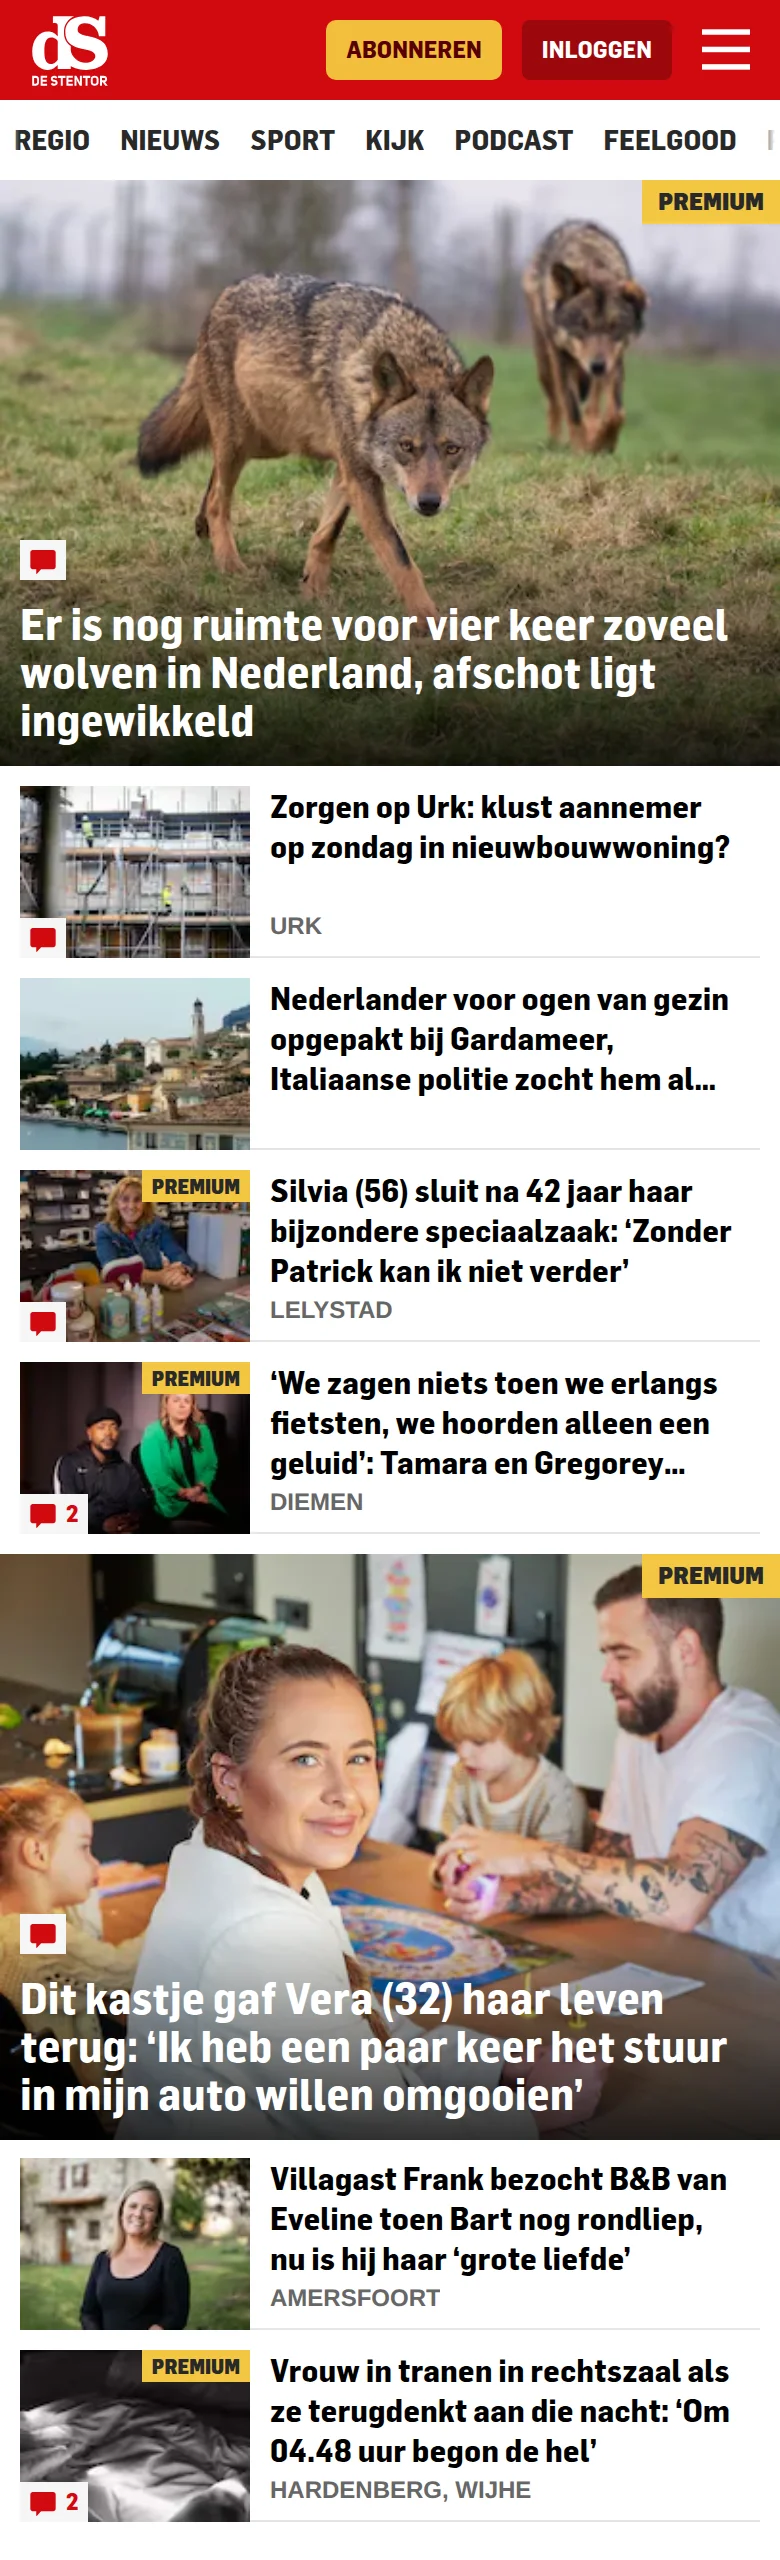 dS
DE STENTOR
ABONNEREN
INLOGGEN
REGIO NIEUWS SPORT KIJK PODCAST FEELGOOD
PREMIUM
Er is nog ruimte voor vier keer zoveel
wolven in Nederland, afschot ligt
ingewikkeld
Zorgen op Urk: klust aannemer
op zondag in nieuwbouwwoning?
URK
Nederlander voor ogen van gezin
opgepakt bij Gardameer,
Italiaanse politie zocht hem al...
PREMIUM
Silvia (56) sluit na 42 jaar haar
bijzondere speciaalzaak: ‘Zonder
Patrick kan ik niet verder’
LELYSTAD
PREMIUM
‘We zagen niets toen we erlangs
fietsten, we hoorden alleen een
geluid’: Tamara en Gregorey...
DIEMEN
2
PREMIUM
Dit kastje gaf Vera (32) haar leven
terug: ‘Ik heb een paar keer het stuur
in mijn auto willen omgooien’
Villagast Frank bezocht B&B van
Eveline toen Bart nog rondliep,
nu is hij haar ‘grote liefde’
AMERSFOORT
PREMIUM
Vrouw in tranen in rechtszaal als
ze terugdenkt aan die nacht: ‘Om
04.48 uur begon de hel’
HARDENBERG, WIJHE
2